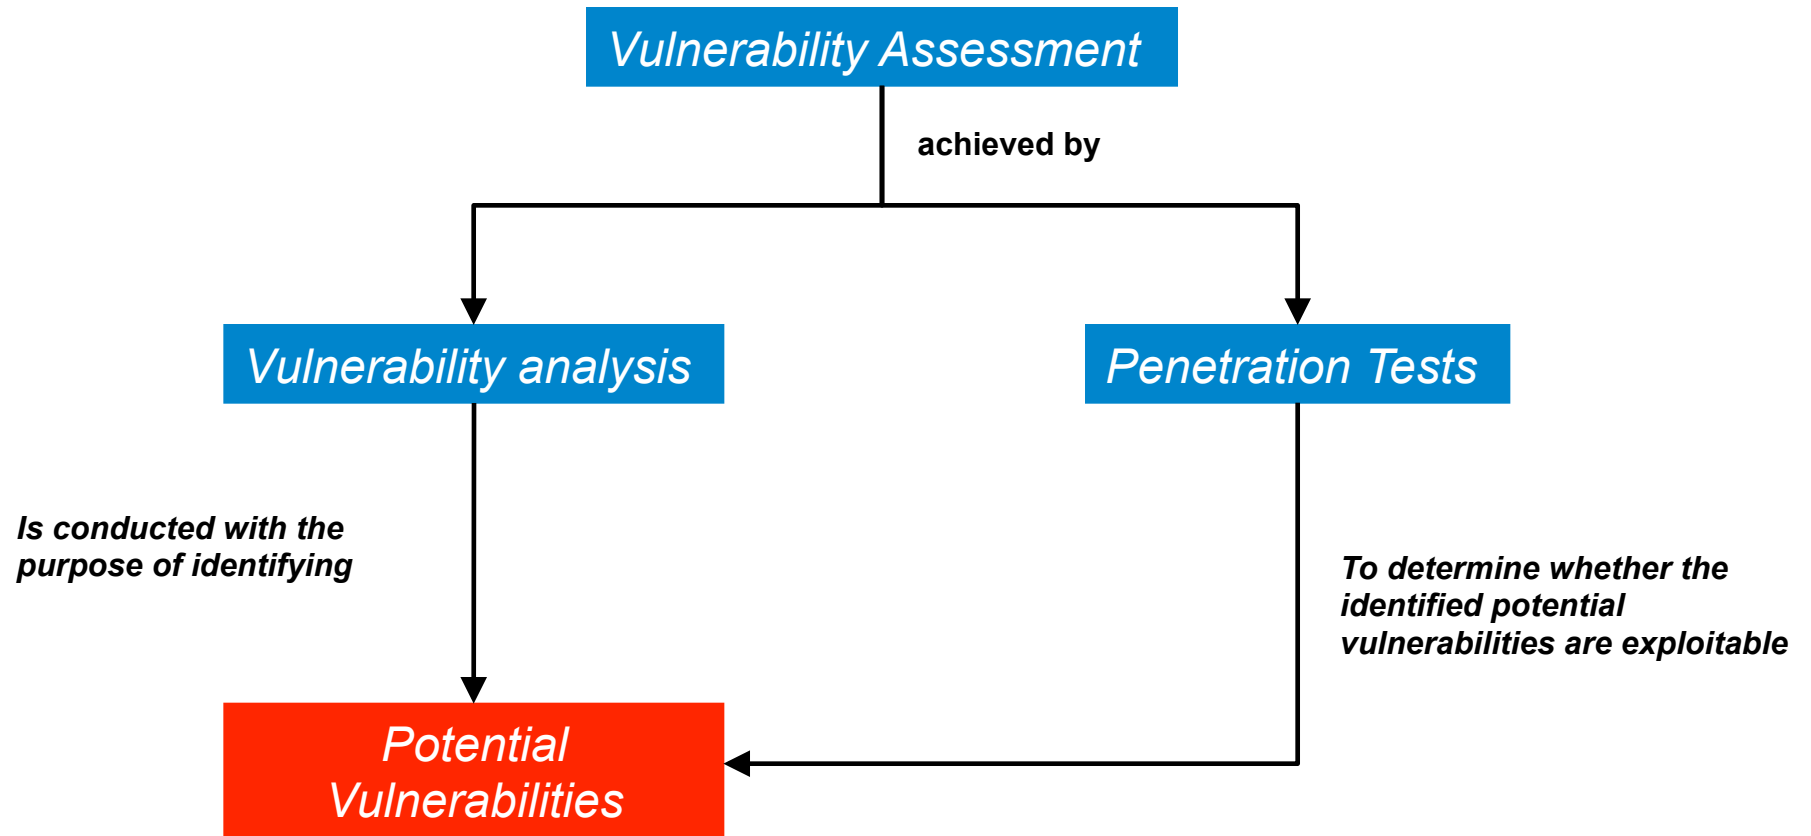 Vulnerability Assessment
achieved by
Vulnerability analysis
Penetration Tests
Is conducted with the
purpose of identifying
To determine whether the
identified potential
vulnerabilities are exploitable
Potential
Vulnerabilities